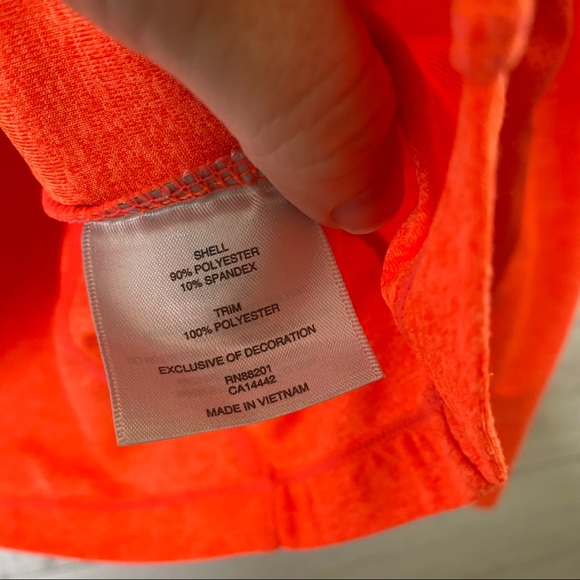 SHELL
90% POLYESTER
10% SPANDEX
TRIM
100% POLYESTER
EXCLUSIVE OF DECORATION
RN88201
CA14442
MADE IN VIETNAM